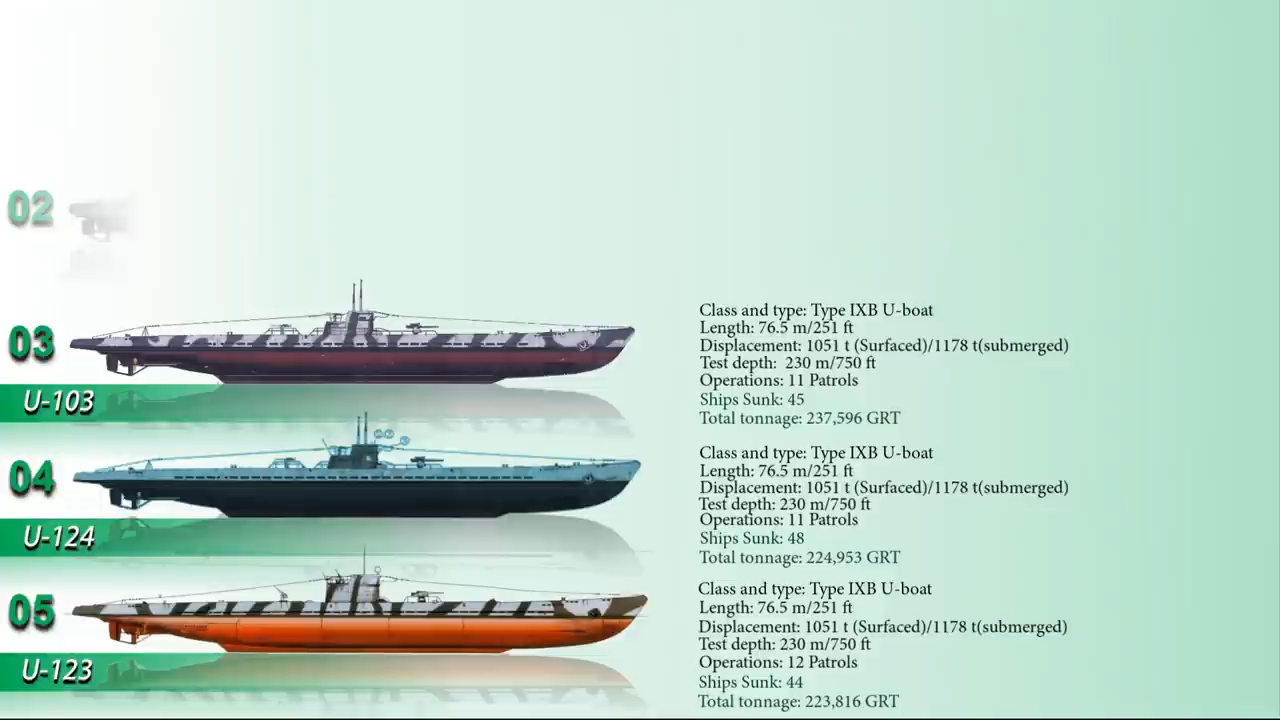 02
03
U-103
Class and type: Type IXB U-boat
Length: 76.5 m/251 ft
Displacement: 1051 t (Surfaced)/1178 t(submerged)
Test depth:  230 m/750 ft
Operations: 11 Patrols
Ships Sunk: 45
Total tonnage: 237,596 GRT
04
U-124
Class and type: Type IXB U-boat
Length: 76.5 m/251 ft
Displacement: 1051 t (Surfaced)/1178 t(submerged)
Test depth: 230 m/750 ft
Operations: 11 Patrols
Ships Sunk: 48
Total tonnage: 224,953 GRT
05
U-123
Class and type: Type IXB U-boat
Length: 76.5 m/251 ft
Displacement: 1051 t (Surfaced)/1178 t(submerged)
Test depth: 230 m/750 ft
Operations: 12 Patrols
Ships Sunk: 44
Total tonnage: 223,816 GRT